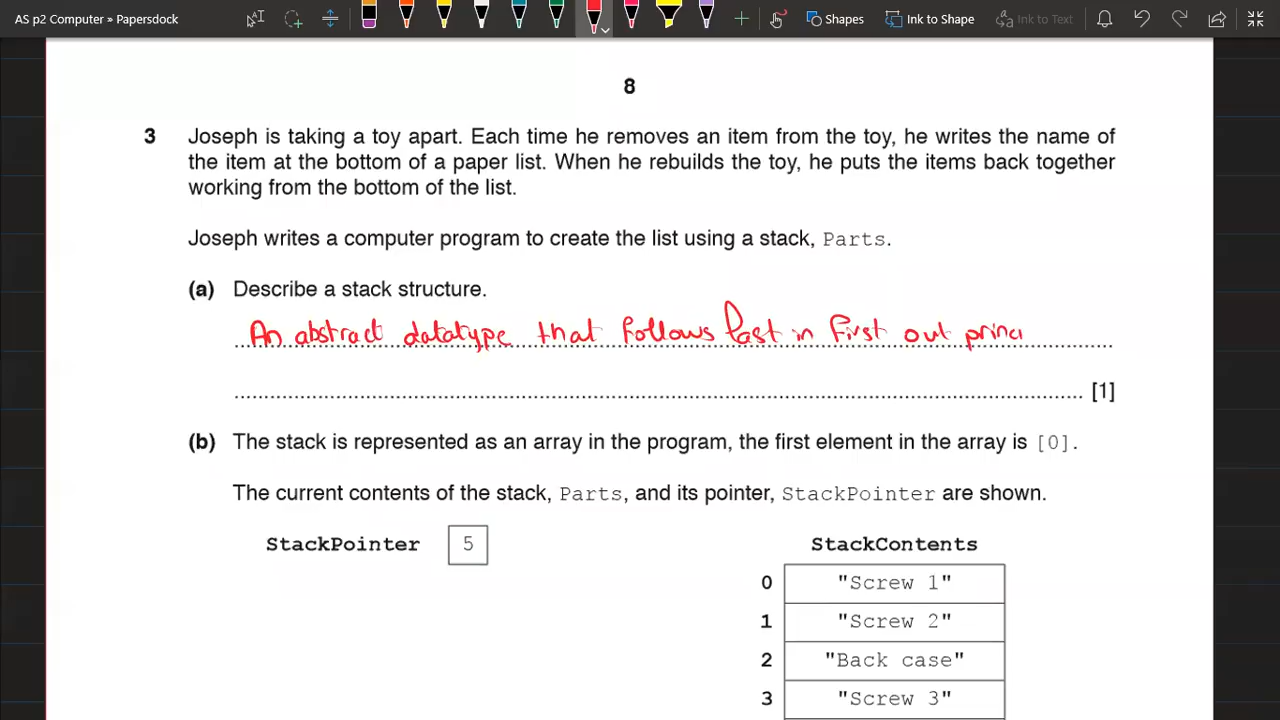 AS p2 Computer » Papersdock
Shapes
Ink to Shape
Ink to Text
8
3 Joseph is taking a toy apart. Each time he removes an item from the toy, he writes the name of
the item at the bottom of a paper list. When he rebuilds the toy, he puts the items back together
working from the bottom of the list.
Joseph writes a computer program to create the list using a stack, Parts.
(a) Describe a stack structure.
An abstract datatype that follows last in first out princ
[1]
(b) The stack is represented as an array in the program, the first element in the array is [0].
The current contents of the stack, Parts, and its pointer, StackPointer are shown.
StackPointer 5
StackContents
0 "Screw 1"
1 "Screw 2"
2 "Back case"
3 "Screw 3"